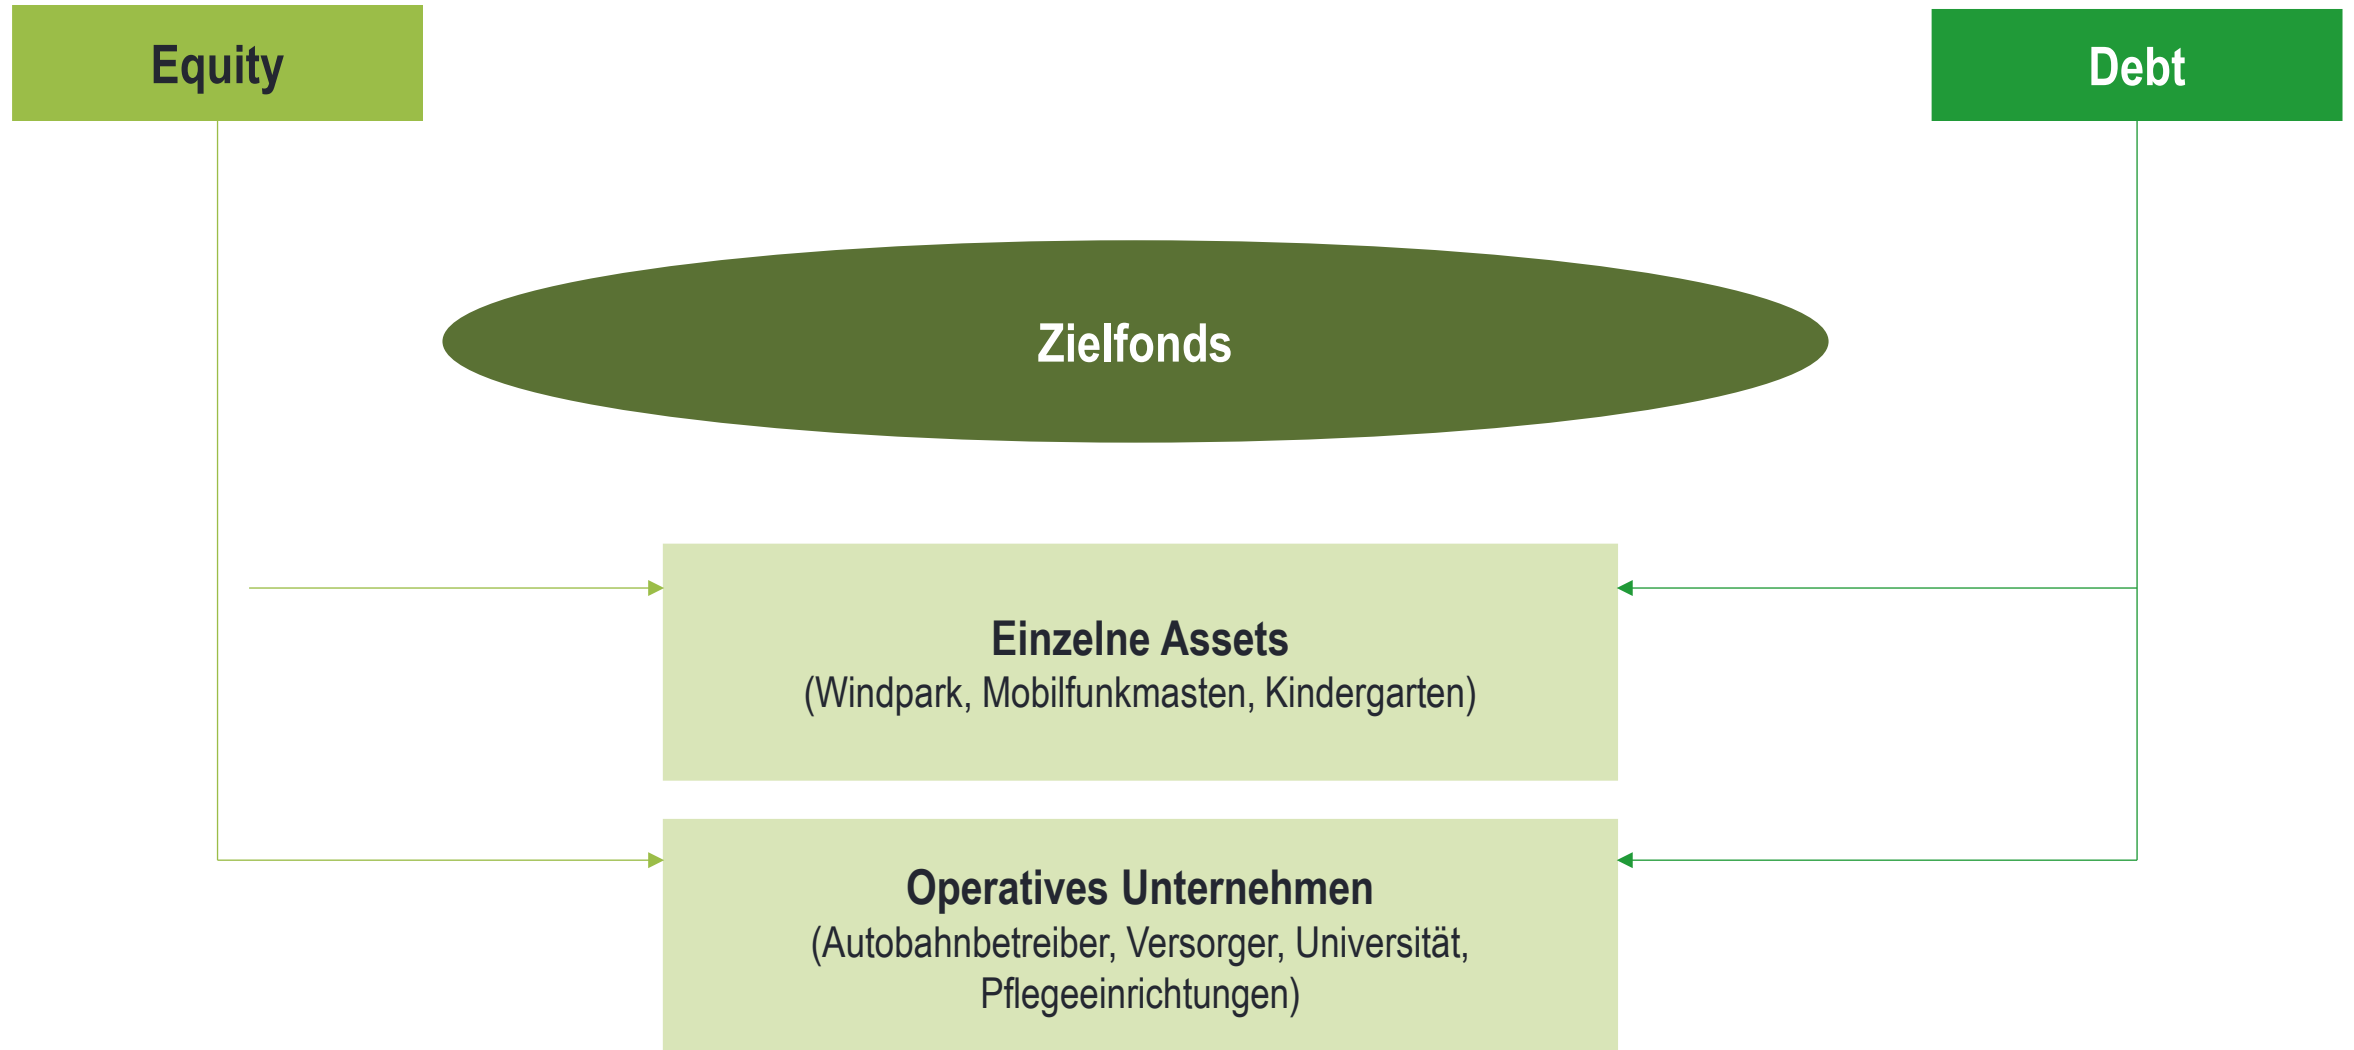 Equity
Debt
Zielfonds
Einzelne Assets
(Windpark, Mobilfunkmasten, Kindergarten)
Operatives Unternehmen
(Autobahnbetreiber, Versorger, Universität,
Pflegeeinrichtungen)